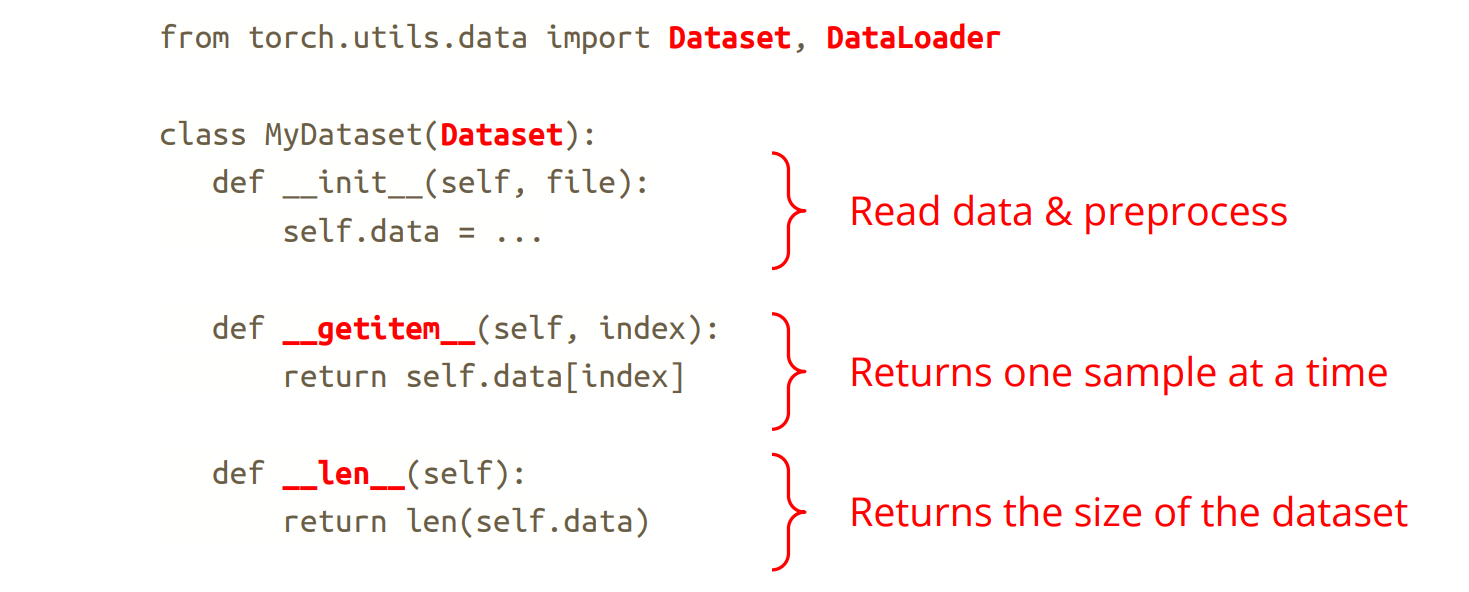 from torch.utils.data import Dataset, DataLoader
class MyDataset(Dataset):
def __init__(self, file):
self.data = ...
Read data & preprocess
def __getitem__(self, index):
return self.data[index]
Returns one sample at a time
def __len__(self):
return len(self.data)
Returns the size of the dataset